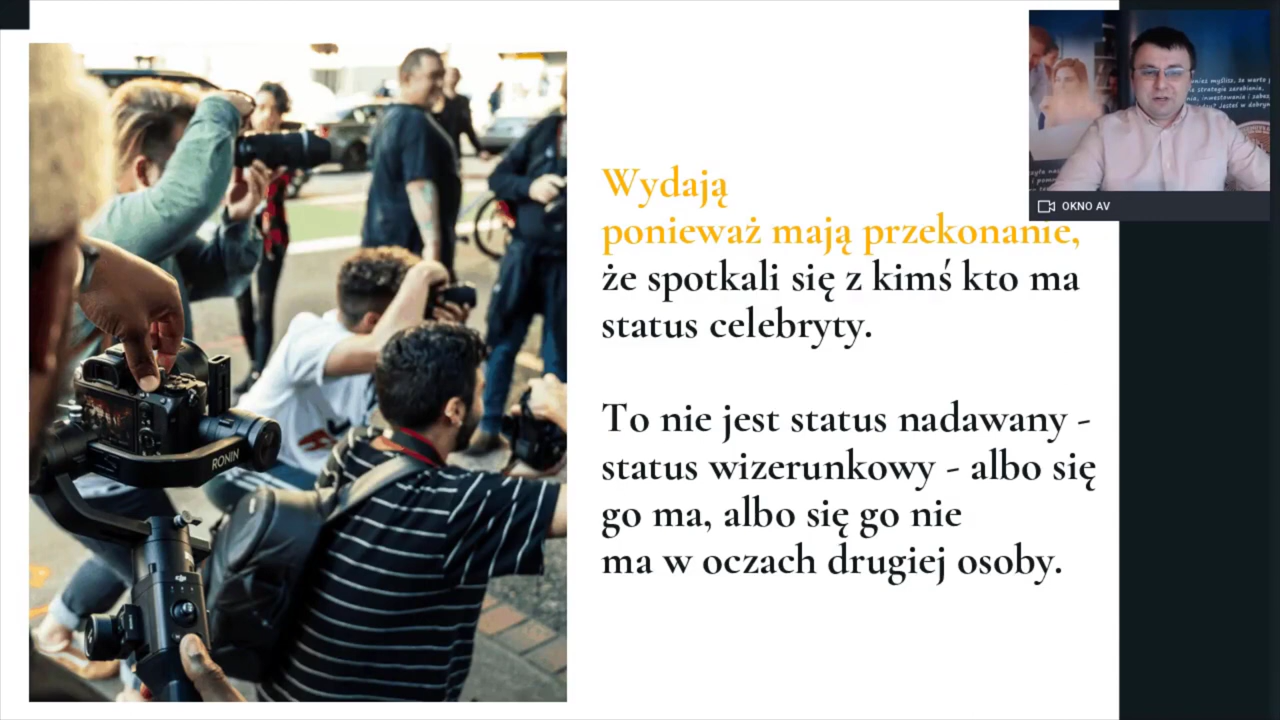 Wydają
ponieważ mają przekonanie,
że spotkali się z kimś kto ma
status celebryty.
To nie jest status nadawany -
status wizerunkowy - albo się
go ma, albo się go nie
ma w oczach drugiej osoby.
OKNO AV
RONIN